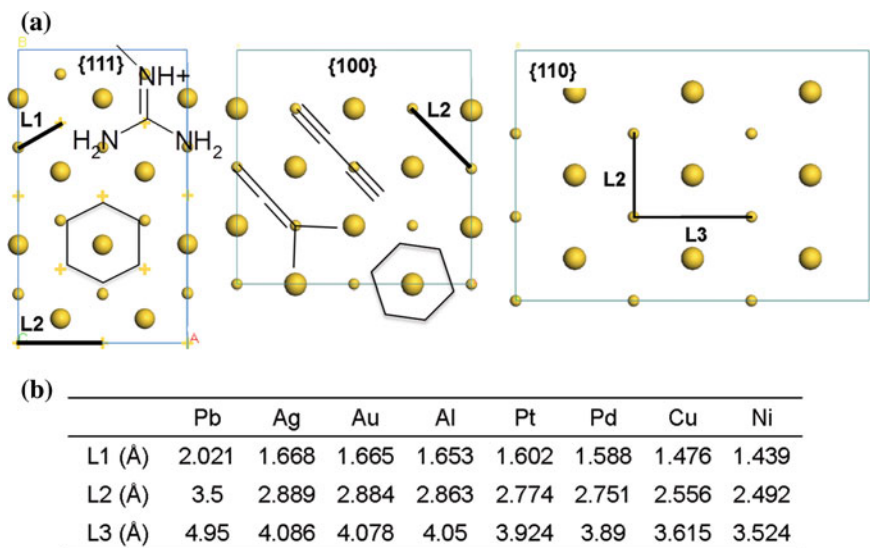 (a)
B
{111}
NH+
L1
H₂N
NH₂
L2
C
A
{100}
L2
{110}
L2
L3
(b)
Pb Ag Au Al Pt Pd Cu Ni
L1 (Å) 2.021 1.668 1.665 1.653 1.602 1.588 1.476 1.439
L2 (Å) 3.5 2.889 2.884 2.863 2.774 2.751 2.556 2.492
L3 (Å) 4.95 4.086 4.078 4.05 3.924 3.89 3.615 3.524